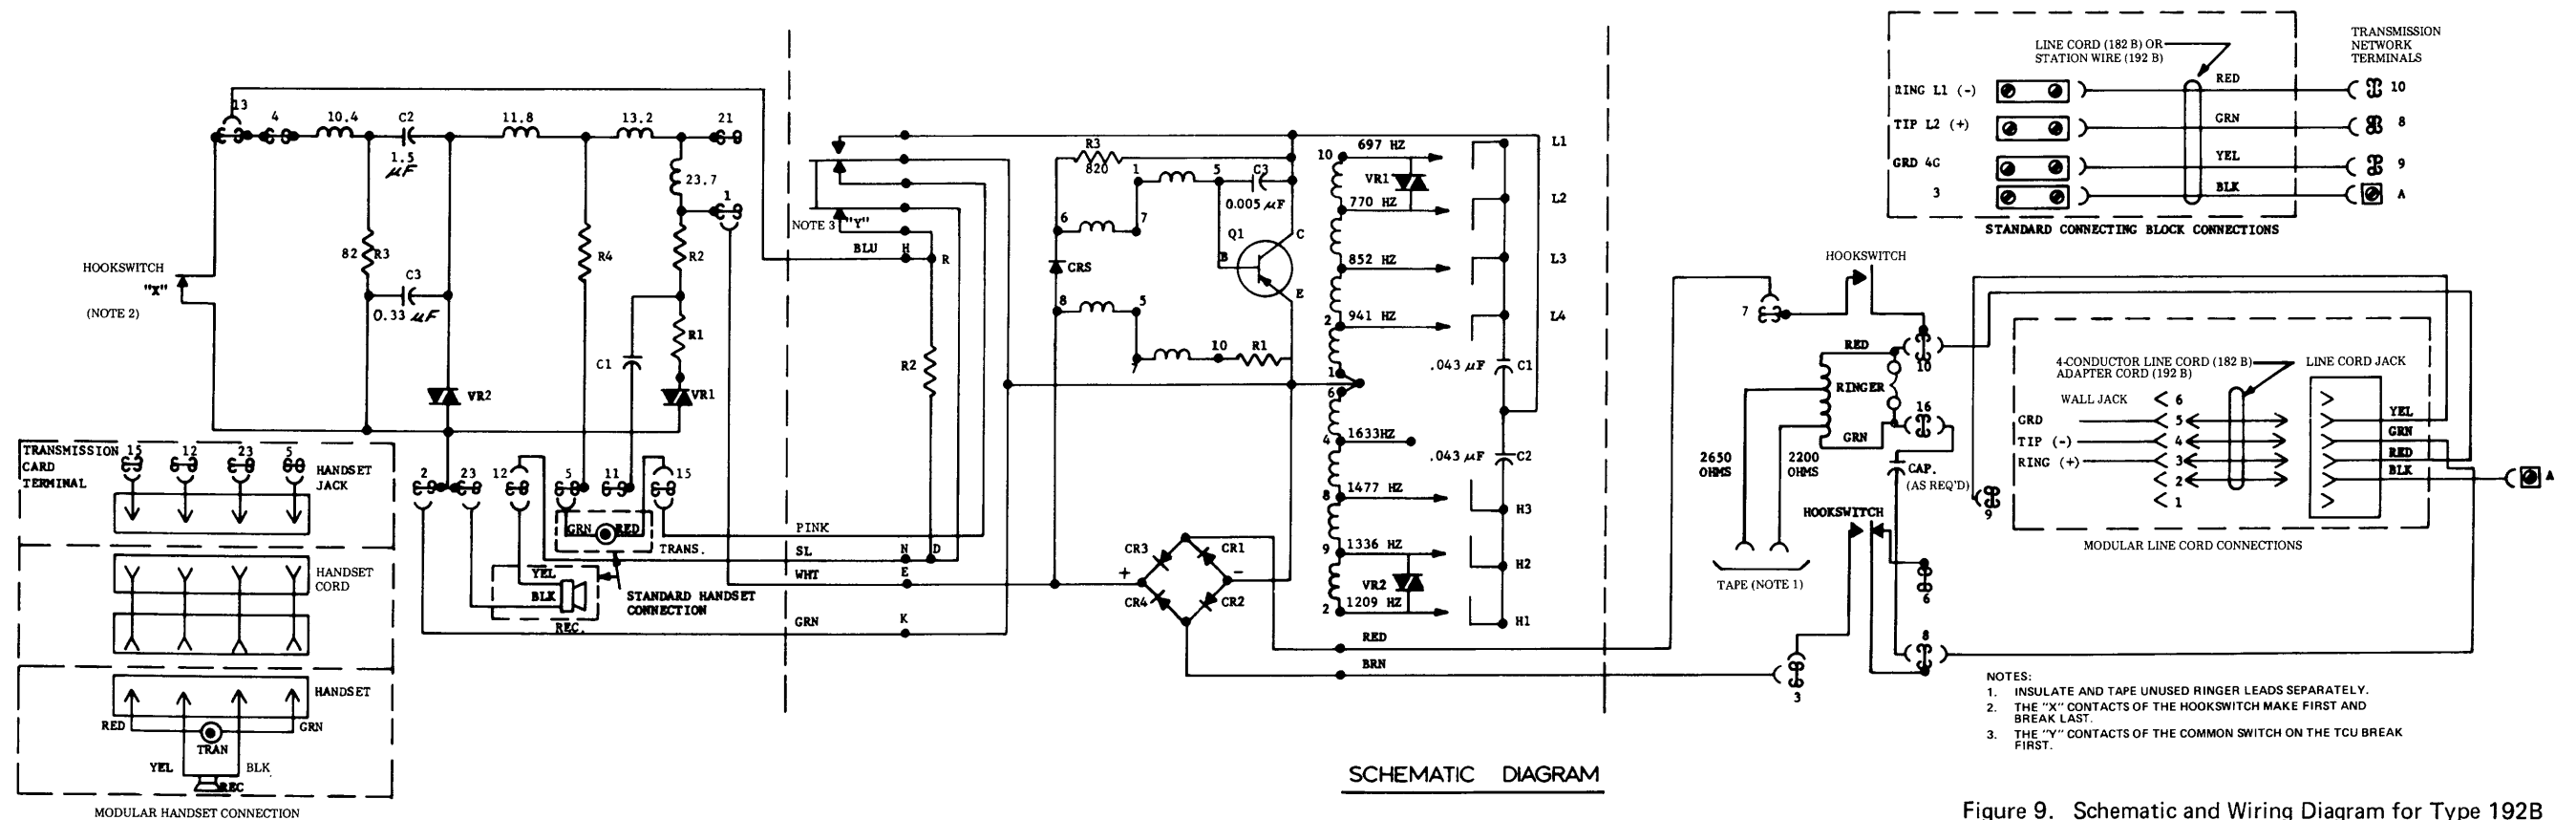 13
4
10.4
C2
1.5
µF
11.8
13.2
21
23.7
1
82
R3
C3
0.33 µF
R4
R2
R1
C1
VR1
VR2
HOOKSWITCH
"X"
(NOTE 2)
TRANSMISSION
CARD
TERMINAL
15
12
23
5
HANDSET
JACK
HANDSET
CORD
HANDSET
RED
GRN
TRAN
YEL
BLK
REC
MODULAR HANDSET CONNECTION
2
23
12
5
11
15
GRN
RED
TRANS.
YEL
BLK
REC.
STANDARD HANDSET
CONNECTION
NOTE 3
"Y"
BLU
H
R
R2
PINK
SL
N
D
WHT
E
GRN
K
R3
820
1
5
C3
0.005 µF
6
7
Q1
C
B
E
CRS
8
5
10
R1
CR3
CR1
+
-
CR4
CR2
10
697 HZ
VR1
770 HZ
852 HZ
2
941 HZ
1
6
4
1633HZ
8
1477 HZ
9
1336 HZ
VR2
2
1209 HZ
L1
L2
L3
L4
.043 µF
C1
.043 µF
C2
H3
H2
H1
RED
BRN
SCHEMATIC DIAGRAM
LINE CORD (182 B) OR
STATION WIRE (192 B)
TRANSMISSION
NETWORK
TERMINALS
RING L1 (-)
RED
10
TIP L2 (+)
GRN
8
GRD 4G
YEL
9
3
BLK
A
STANDARD CONNECTING BLOCK CONNECTIONS
HOOKSWITCH
7
RED
10
RINGER
16
GRN
2650
OHMS
2200
OHMS
CAP.
(AS REQ'D)
TAPE (NOTE 1)
HOOKSWITCH
6
8
3
9
4-CONDUCTOR LINE CORD (182 B)
ADAPTER CORD (192 B)
LINE CORD JACK
WALL JACK
6
GRD
5
YEL
TIP (-)
4
GRN
RING (+)
3
RED
2
BLK
1
A
MODULAR LINE CORD CONNECTIONS
NOTES:
1. INSULATE AND TAPE UNUSED RINGER LEADS SEPARATELY.
2. THE "X" CONTACTS OF THE HOOKSWITCH MAKE FIRST AND
BREAK LAST.
3. THE "Y" CONTACTS OF THE COMMON SWITCH ON THE TCU BREAK
FIRST.
Figure 9. Schematic and Wiring Diagram for Type 192B